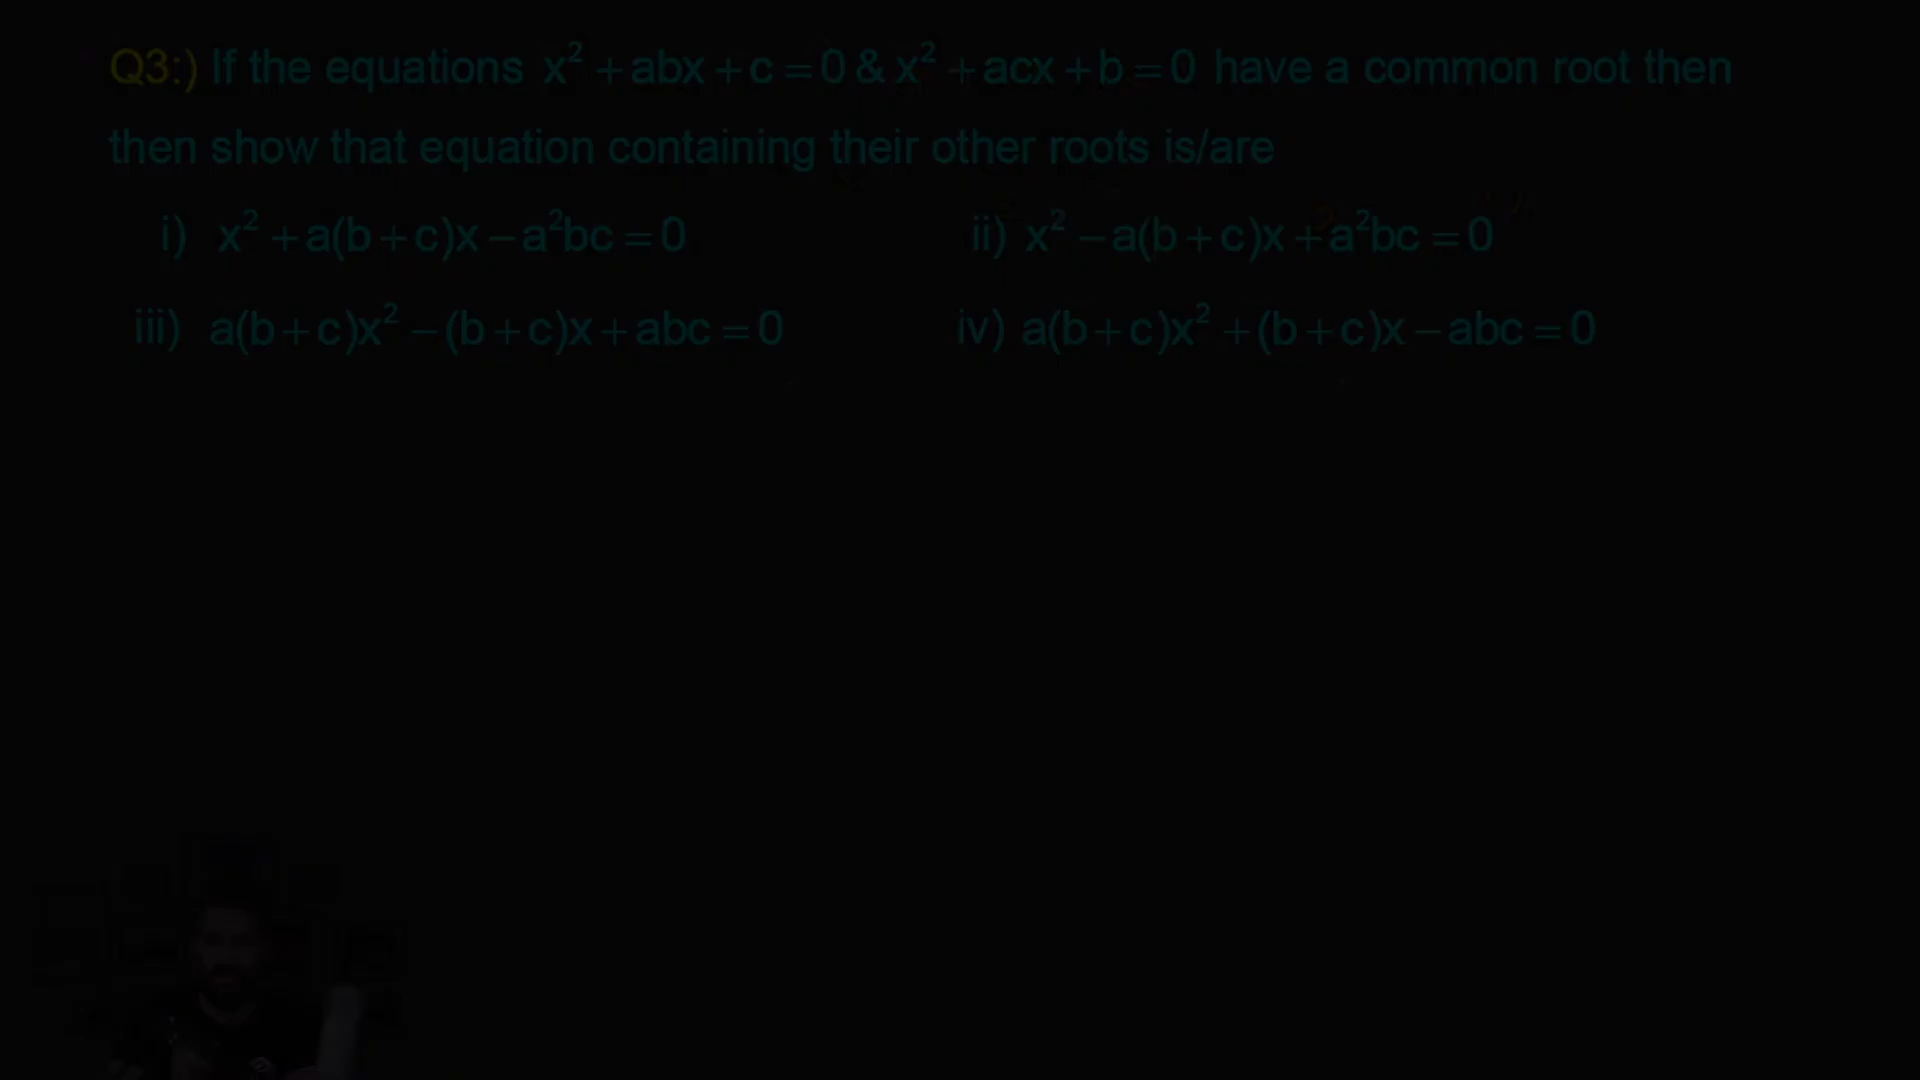 Q3:) If the equations x² + abx + c = 0 & x² + acx + b = 0 have a common root then
then show that equation containing their other roots is/are
i) x² + a(b + c)x − a²bc = 0 ii) x² − a(b + c)x + a²bc = 0
iii) a(b + c)x² − (b + c)x + abc = 0 iv) a(b + c)x² + (b + c)x − abc = 0